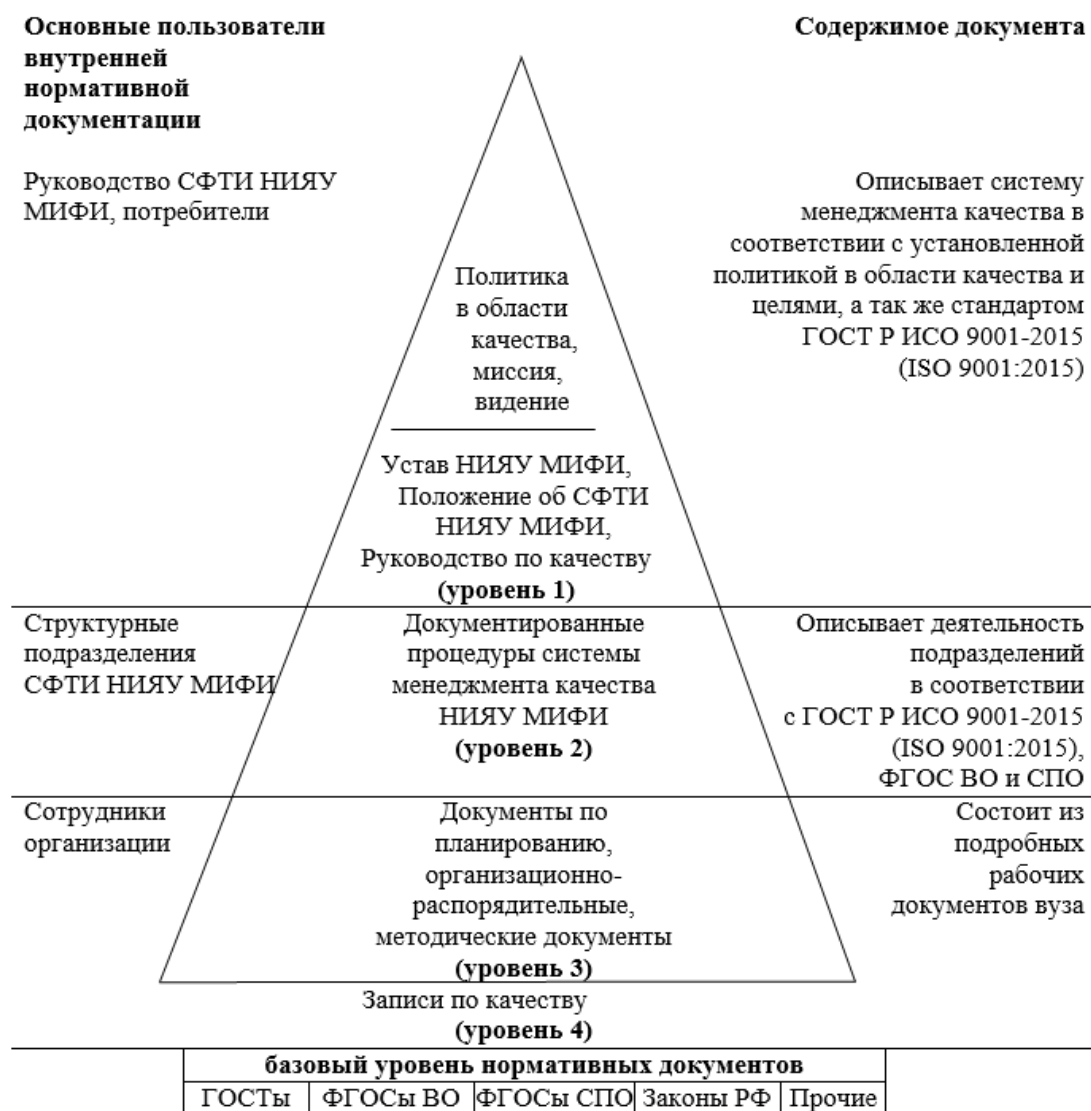 Основные пользователи
внутренней
нормативной
документации
Содержимое документа
Руководство СФТИ НИЯУ
МИФИ, потребители
Политика
в области
качества,
миссия,
видение
Устав НИЯУ МИФИ,
Положение об СФТИ
НИЯУ МИФИ,
Руководство по качеству
(уровень 1)
Описывает систему
менеджмента качества в
соответствии с установленной
политикой в области качества и
целями, а так же стандартом
ГОСТ Р ИСО 9001-2015
(ISO 9001:2015)
Структурные
подразделения
СФТИ НИЯУ МИФИ
Документированные
процедуры системы
менеджмента качества
НИЯУ МИФИ
(уровень 2)
Описывает деятельность
подразделений
в соответствии
с ГОСТ Р ИСО 9001-2015
(ISO 9001:2015),
ФГОС ВО и СПО
Сотрудники
организации
Документы по
планированию,
организационно-
распорядительные,
методические документы
(уровень 3)
Состоит из
подробных
рабочих
документов вуза
Записи по качеству
(уровень 4)
базовый уровень нормативных документов
ГОСТы ФГОСы ВО ФГОСы СПО Законы РФ Прочие